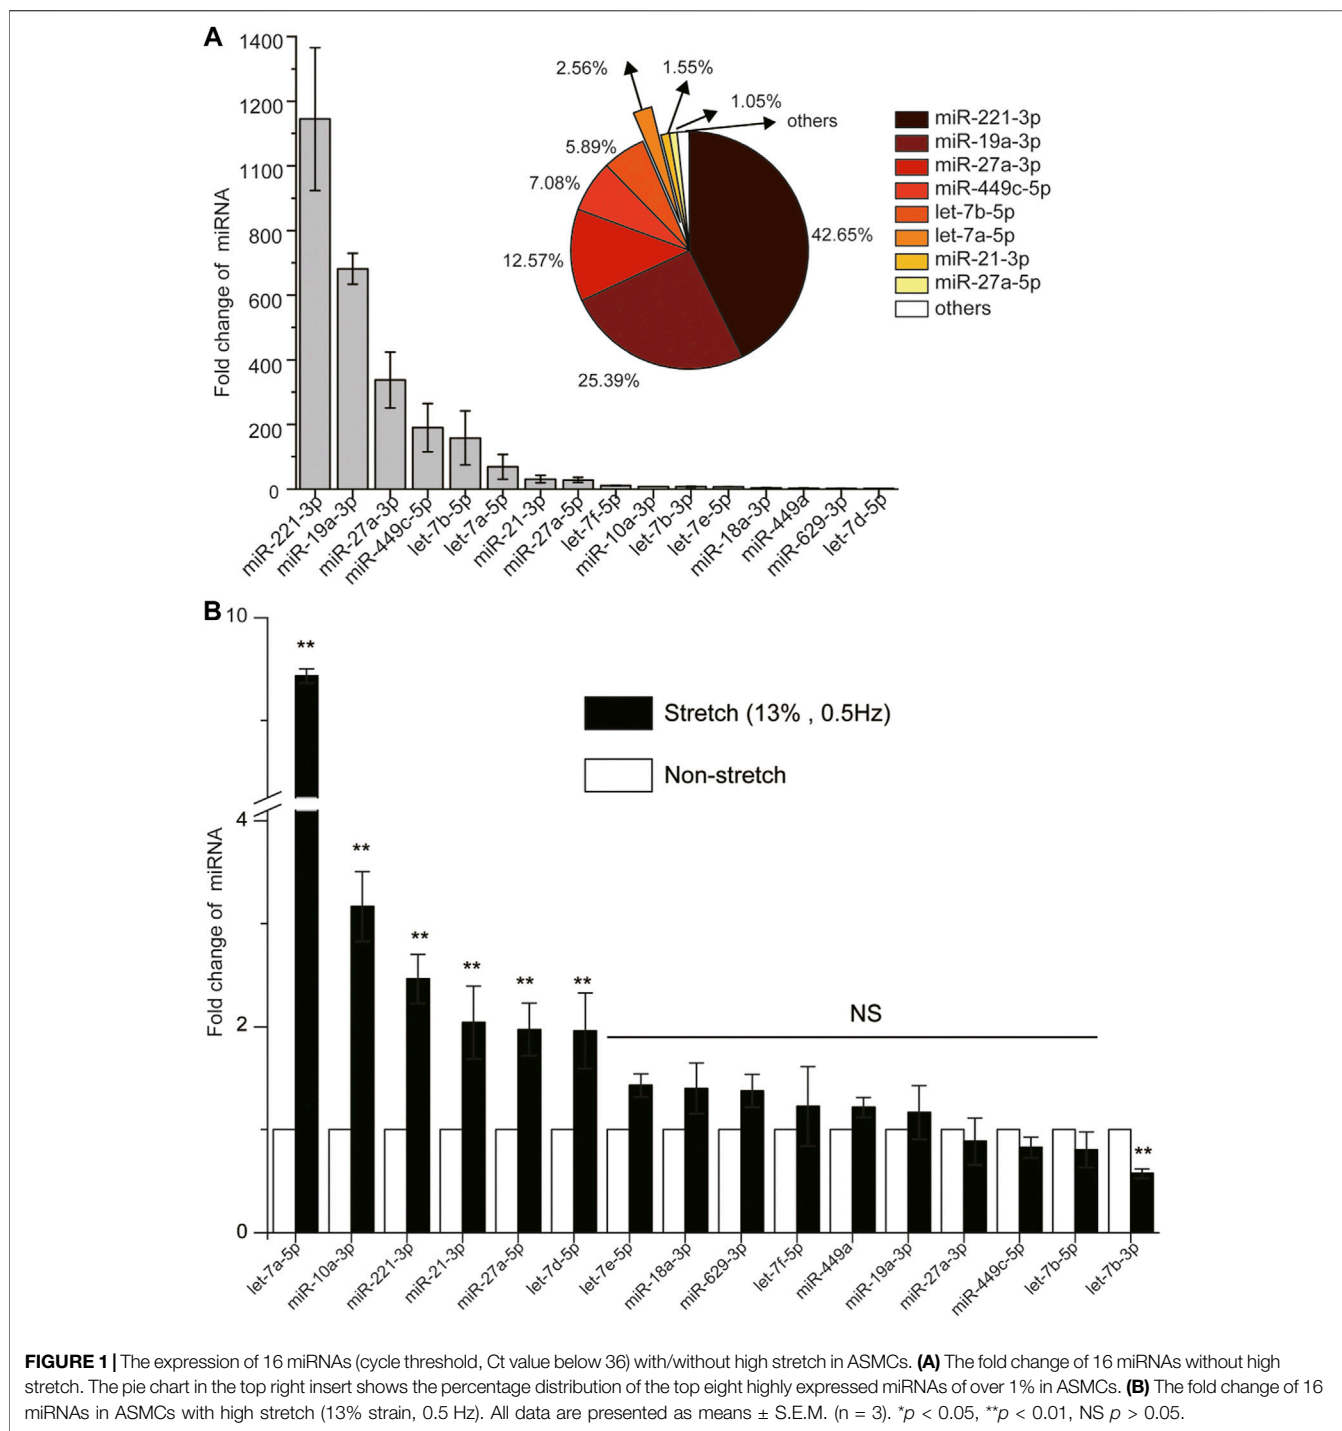 A
1400
1200
1100
800
600
400
200
0
Fold change of miRNA
miR-221-3p
miR-19a-3p
miR-27a-3p
miR-449c-5p
let-7b-5p
let-7a-5p
miR-21-3p
miR-27a-5p
let-7f-5p
miR-10a-3p
let-7b-3p
let-7e-5p
miR-18a-3p
miR-449a
miR-629-3p
let-7d-5p
2.56%
1.55%
1.05%
others
5.89%
7.08%
12.57%
25.39%
42.65%
miR-221-3p
miR-19a-3p
miR-27a-3p
miR-449c-5p
let-7b-5p
let-7a-5p
miR-21-3p
miR-27a-5p
others
B
10
4
2
0
Fold change of miRNA
**
**
**
**
**
**
NS
**
Stretch (13% , 0.5Hz)
Non-stretch
let-7a-5p
miR-10a-3p
miR-221-3p
miR-21-3p
miR-27a-5p
let-7d-5p
let-7e-5p
miR-18a-3p
miR-629-3p
let-7f-5p
miR-449a
miR-19a-3p
miR-27a-3p
miR-449c-5p
let-7b-5p
let-7b-3p
FIGURE 1 | The expression of 16 miRNAs (cycle threshold, Ct value below 36) with/without high stretch in ASMCs. (A) The fold change of 16 miRNAs without high
stretch. The pie chart in the top right insert shows the percentage distribution of the top eight highly expressed miRNAs of over 1% in ASMCs. (B) The fold change of 16
miRNAs in ASMCs with high stretch (13% strain, 0.5 Hz). All data are presented as means ± S.E.M. (n = 3). *p < 0.05, **p < 0.01, NS p > 0.05.